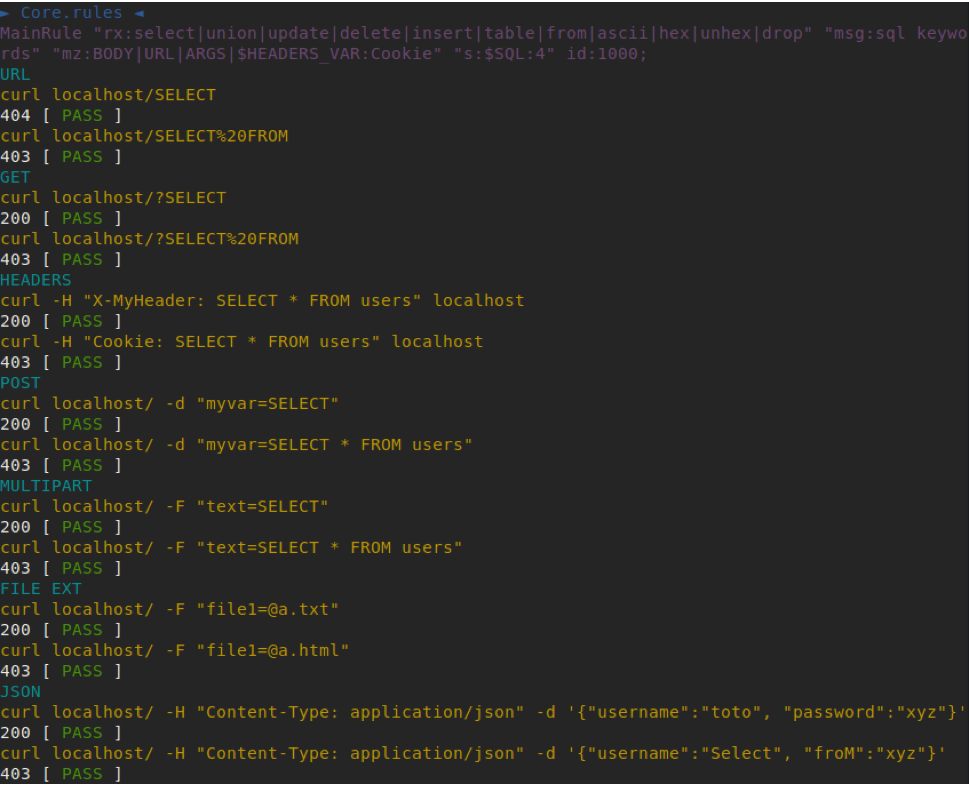 ► Core.rules ◄
MainRule "rx:select|union|update|delete|insert|table|from|ascii|hex|unhex|drop" "msg:sql keywo
rds" "mz:BODY|URL|ARGS|$HEADERS_VAR:Cookie" "s:$SQL:4" id:1000;
URL
curl localhost/SELECT
404 [ PASS ]
curl localhost/SELECT%20FROM
403 [ PASS ]
GET
curl localhost/?SELECT
200 [ PASS ]
curl localhost/?SELECT%20FROM
403 [ PASS ]
HEADERS
curl -H "X-MyHeader: SELECT * FROM users" localhost
200 [ PASS ]
curl -H "Cookie: SELECT * FROM users" localhost
403 [ PASS ]
POST
curl localhost/ -d "myvar=SELECT"
200 [ PASS ]
curl localhost/ -d "myvar=SELECT * FROM users"
403 [ PASS ]
MULTIPART
curl localhost/ -F "text=SELECT"
200 [ PASS ]
curl localhost/ -F "text=SELECT * FROM users"
403 [ PASS ]
FILE EXT
curl localhost/ -F "file1=@a.txt"
200 [ PASS ]
curl localhost/ -F "file1=@a.html"
403 [ PASS ]
JSON
curl localhost/ -H "Content-Type: application/json" -d '{"username":"toto", "password":"xyz"}'
200 [ PASS ]
curl localhost/ -H "Content-Type: application/json" -d '{"username":"Select", "froM":"xyz"}'
403 [ PASS ]